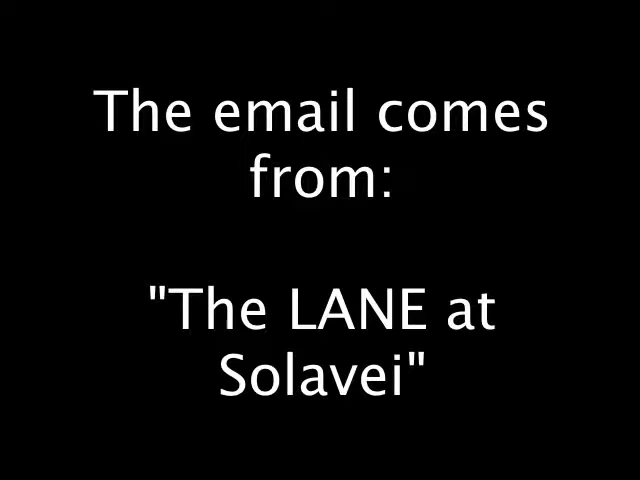 The email comes
from:
"The LANE at
Solavei"